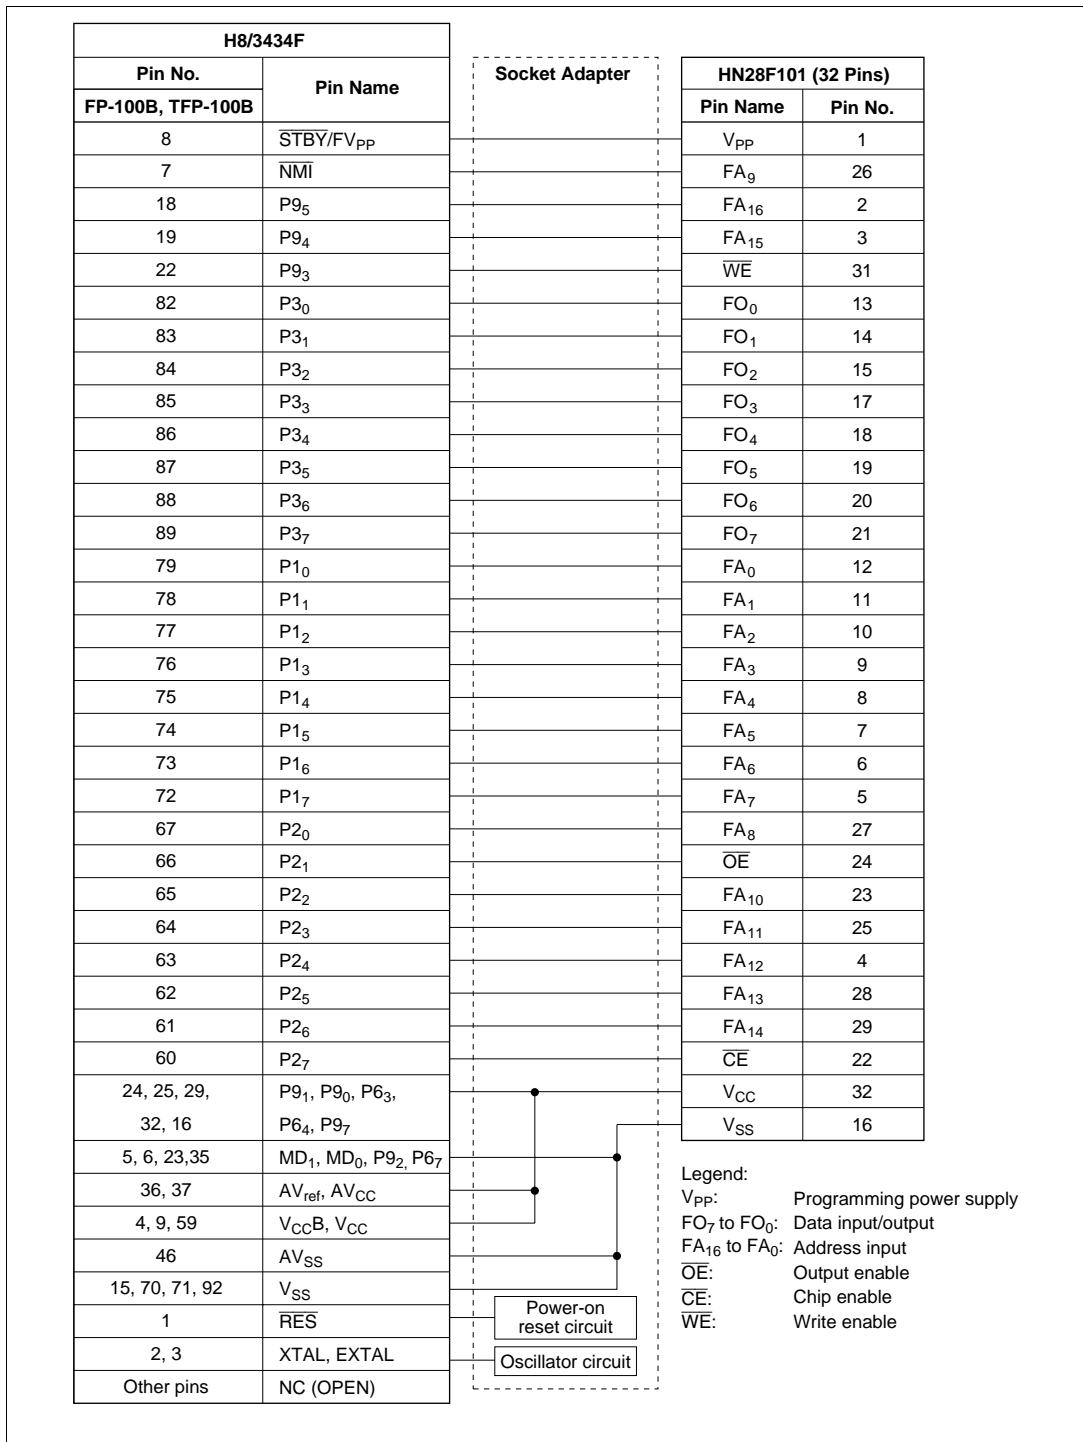 H8/3434F
Pin No. Pin Name Socket Adapter HN28F101 (32 Pins)
FP-100B, TFP-100B Pin Name Pin No.
8 S̅T̅B̅Y̅/FVPP VPP 1
7 N̅M̅I̅ FA9 26
18 P95 FA16 2
19 P94 FA15 3
22 P93 W̅E̅ 31
82 P30 FO0 13
83 P31 FO1 14
84 P32 FO2 15
85 P33 FO3 17
86 P34 FO4 18
87 P35 FO5 19
88 P36 FO6 20
89 P37 FO7 21
79 P10 FA0 12
78 P11 FA1 11
77 P12 FA2 10
76 P13 FA3 9
75 P14 FA4 8
74 P15 FA5 7
73 P16 FA6 6
72 P17 FA7 5
67 P20 FA8 27
66 P21 O̅E̅ 24
65 P22 FA10 23
64 P23 FA11 25
63 P24 FA12 4
62 P25 FA13 28
61 P26 FA14 29
60 P27 C̅E̅ 22
24, 25, 29, P91, P90, P63, VCC 32
32, 16 P64, P97 VSS 16
5, 6, 23,35 MD1, MD0, P92, P67
36, 37 AVref, AVCC
4, 9, 59 VCCB, VCC
46 AVSS
15, 70, 71, 92 VSS
1 R̅E̅S̅ Power-on
reset circuit
2, 3 XTAL, EXTAL Oscillator circuit
Other pins NC (OPEN)
Legend:
VPP: Programming power supply
FO7 to FO0: Data input/output
FA16 to FA0: Address input
O̅E̅: Output enable
C̅E̅: Chip enable
W̅E̅: Write enable